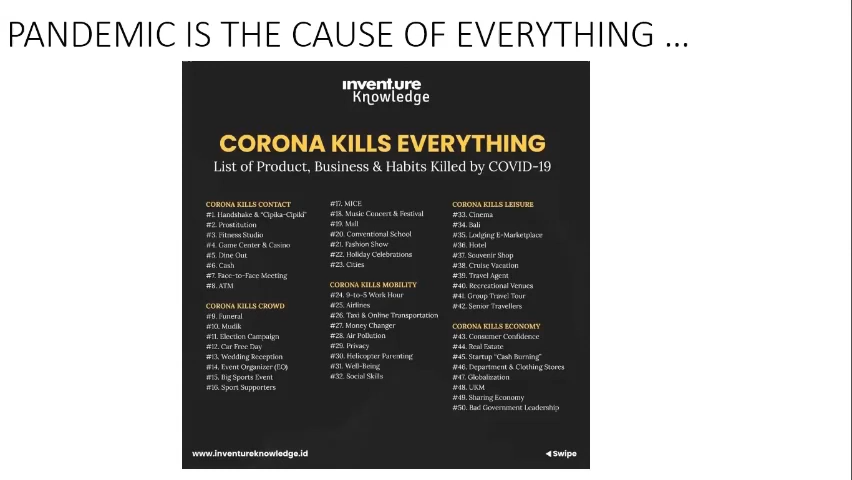 PANDEMIC IS THE CAUSE OF EVERYTHING ...
inventure
Knowledge
CORONA KILLS EVERYTHING
List of Product, Business & Habits Killed by COVID-19
CORONA KILLS CONTACT
#1. Handshake & "Cipika-Cipiki"
#2. Prostitution
#3. Fitness Studio
#4. Game Center & Casino
#5. Dine Out
#6. Cash
#7. Face-to-Face Meeting
#8. ATM
CORONA KILLS CROWD
#9. Funeral
#10. Mudik
#11. Election Campaign
#12. Car Free Day
#13. Wedding Reception
#14. Event Organizer (EO)
#15. Big Sports Event
#16. Sport Supporters
#17. MICE
#18. Music Concert & Festival
#19. Mall
#20. Conventional School
#21. Fashion Show
#22. Holiday Celebrations
#23. Cities
CORONA KILLS MOBILITY
#24. 9-to-5 Work Hour
#25. Airlines
#26. Taxi & Online Transportation
#27. Money Changer
#28. Air Pollution
#29. Privacy
#30. Helicopter Parenting
#31. Well-Being
#32. Social Skills
CORONA KILLS LEISURE
#33. Cinema
#34. Bali
#35. Lodging E-Marketplace
#36. Hotel
#37. Souvenir Shop
#38. Cruise Vacation
#39. Travel Agent
#40. Recreational Venues
#41. Group Travel Tour
#42. Senior Travellers
CORONA KILLS ECONOMY
#43. Consumer Confidence
#44. Real Estate
#45. Startup "Cash Burning"
#46. Department & Clothing Stores
#47. Globalization
#48. UKM
#49. Sharing Economy
#50. Bad Government Leadership
www.inventureknowledge.id
Swipe